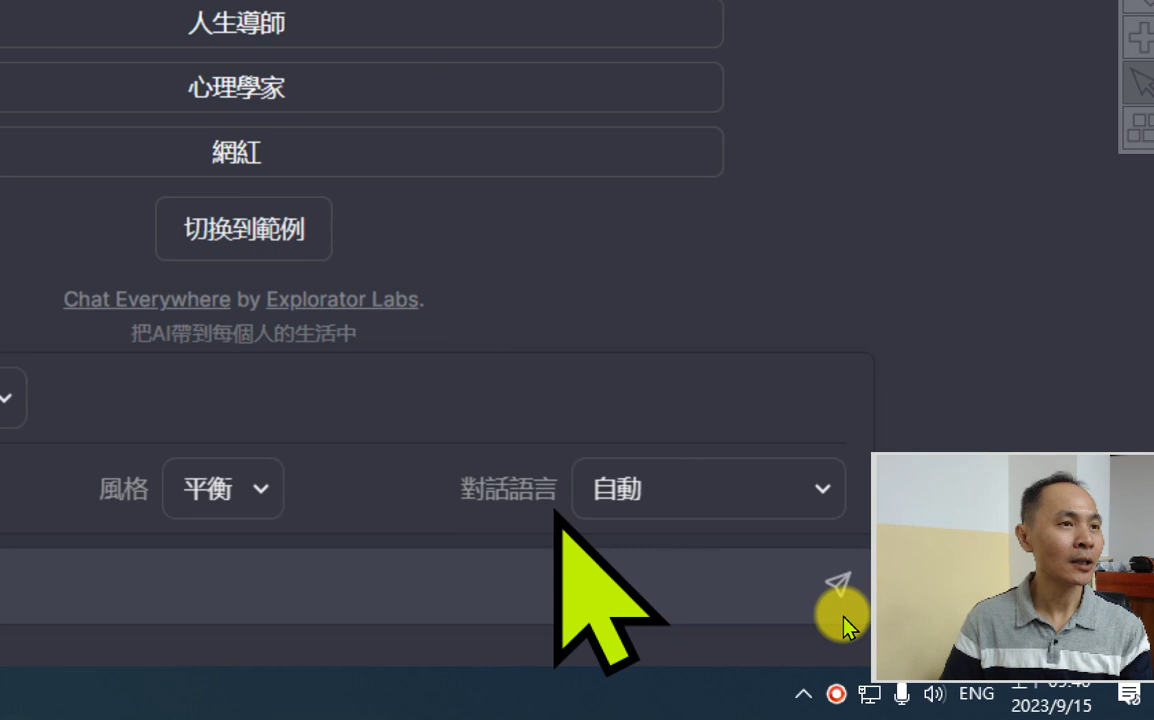 人生導師
心理學家
網紅
切换到範例
Chat Everywhere by Explorator Labs.
把AI帶到每個人的生活中
風格 平衡 對話語言 自動
ENG
2023/9/15